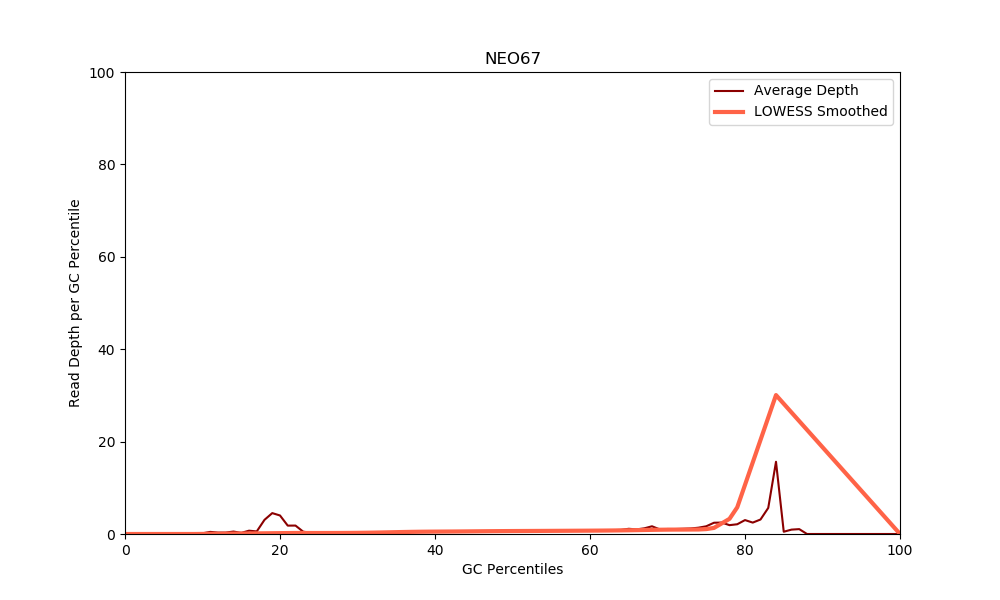 NEO67
Average Depth
LOWESS Smoothed
Read Depth per GC Percentile
100
80
60
40
20
0
0 20 40 60 80 100
GC Percentiles